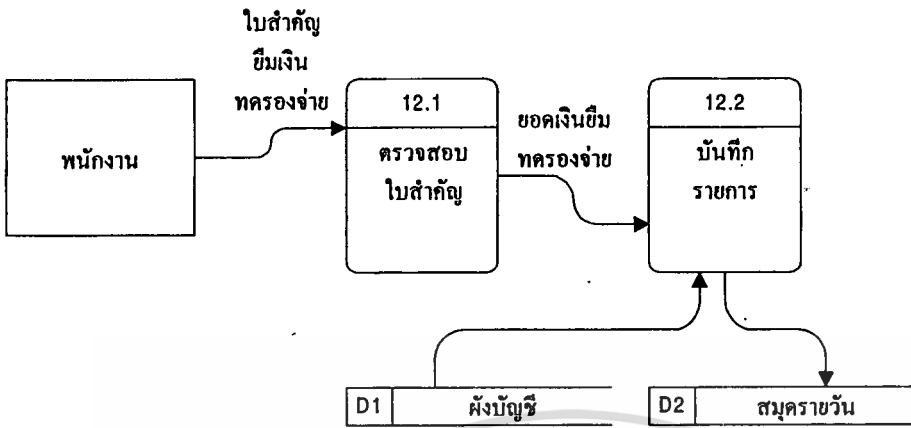 ใบสำคัญ
ยืมเงิน
ทดรองจ่าย
พนักงาน
12.1
ตรวจสอบ
ใบสำคัญ
ยอดเงินยืม
ทดรองจ่าย
12.2
บันทึก
รายการ
D1 ผังบัญชี
D2 สมุดรายวัน